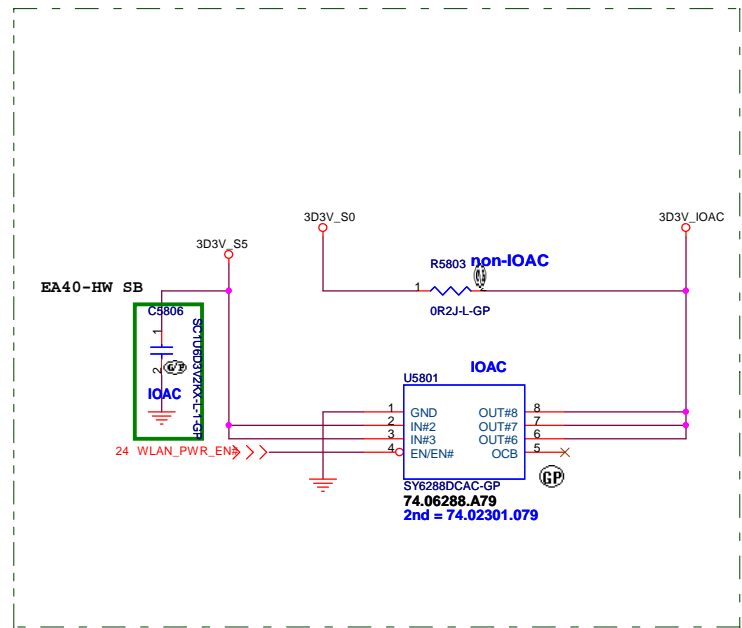 3D3V_S0
3D3V_IOAC
3D3V_S5
R5803
non-IOAC
1
2
0R2J-L-GP
EA40-HW SB
C5806
1
2
SC1U6D3V2KX-L-1-GP
IOAC
IOAC
U5801
1 GND OUT#8 8
2 IN#2 OUT#7 7
3 IN#3 OUT#6 6
4 EN/EN# OCB 5
24 WLAN_PWR_EN#
SY6288DCAC-GP
GP
74.06288.A79
2nd = 74.02301.079